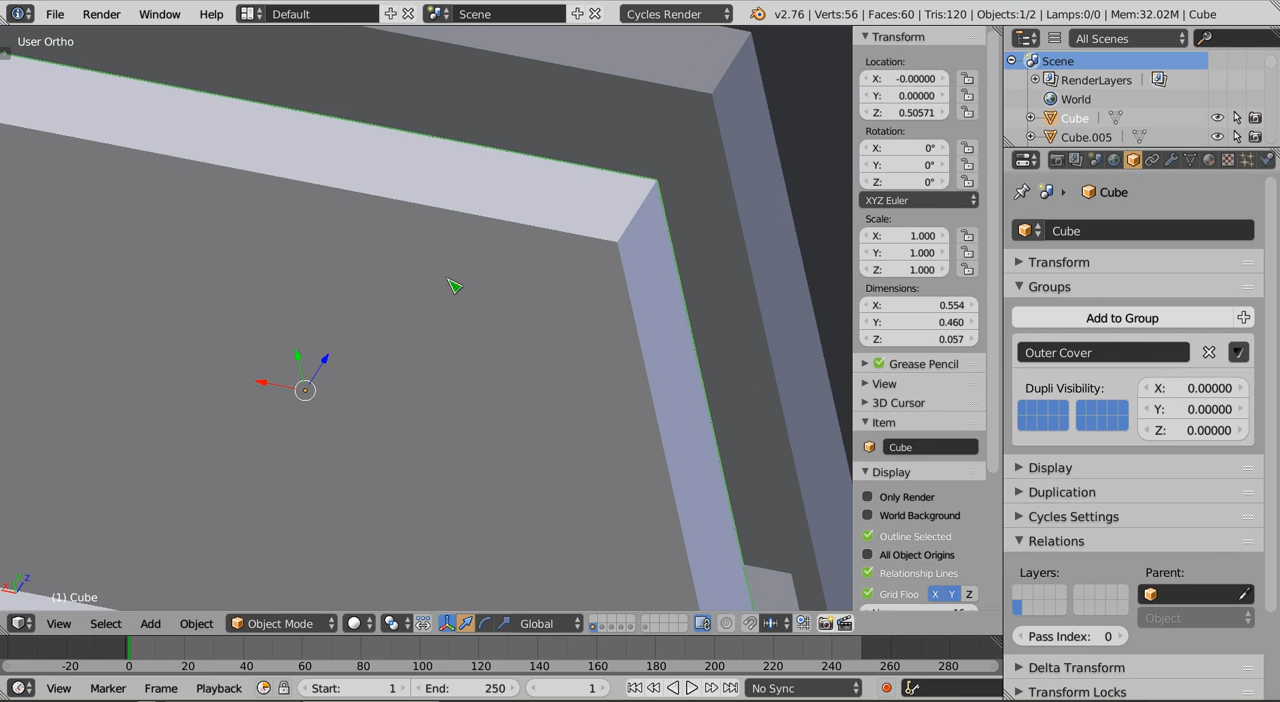 File Render Window Help Default Scene Cycles Render v2.76 | Verts:56 | Faces:60 | Tris:120 | Objects:1/2 | Lamps:0/0 | Mem:32.02M | Cube
User Ortho
(1) Cube
View Select Add Object Object Mode Global
-20 0 20 40 60 80 100 120 140 160 180 200 220 240 260 280
View Marker Frame Playback Start: 1 End: 250 1 No Sync
Transform
Location:
X: -0.00000
Y: 0.00000
Z: 0.50571
Rotation:
X: 0°
Y: 0°
Z: 0°
XYZ Euler
Scale:
X: 1.000
Y: 1.000
Z: 1.000
Dimensions:
X: 0.554
Y: 0.460
Z: 0.057
Grease Pencil
View
3D Cursor
Item
Cube
Display
Only Render
World Background
Outline Selected
All Object Origins
Relationship Lines
Grid Floo X Y Z
All Scenes
Scene
RenderLayers |
World
Cube |
Cube.005 |
Cube
Cube
Transform
Groups
Add to Group
Outer Cover
Dupli Visibility:
X: 0.00000
Y: 0.00000
Z: 0.00000
Display
Duplication
Cycles Settings
Relations
Layers: Parent:
Object
Pass Index: 0
Delta Transform
Transform Locks